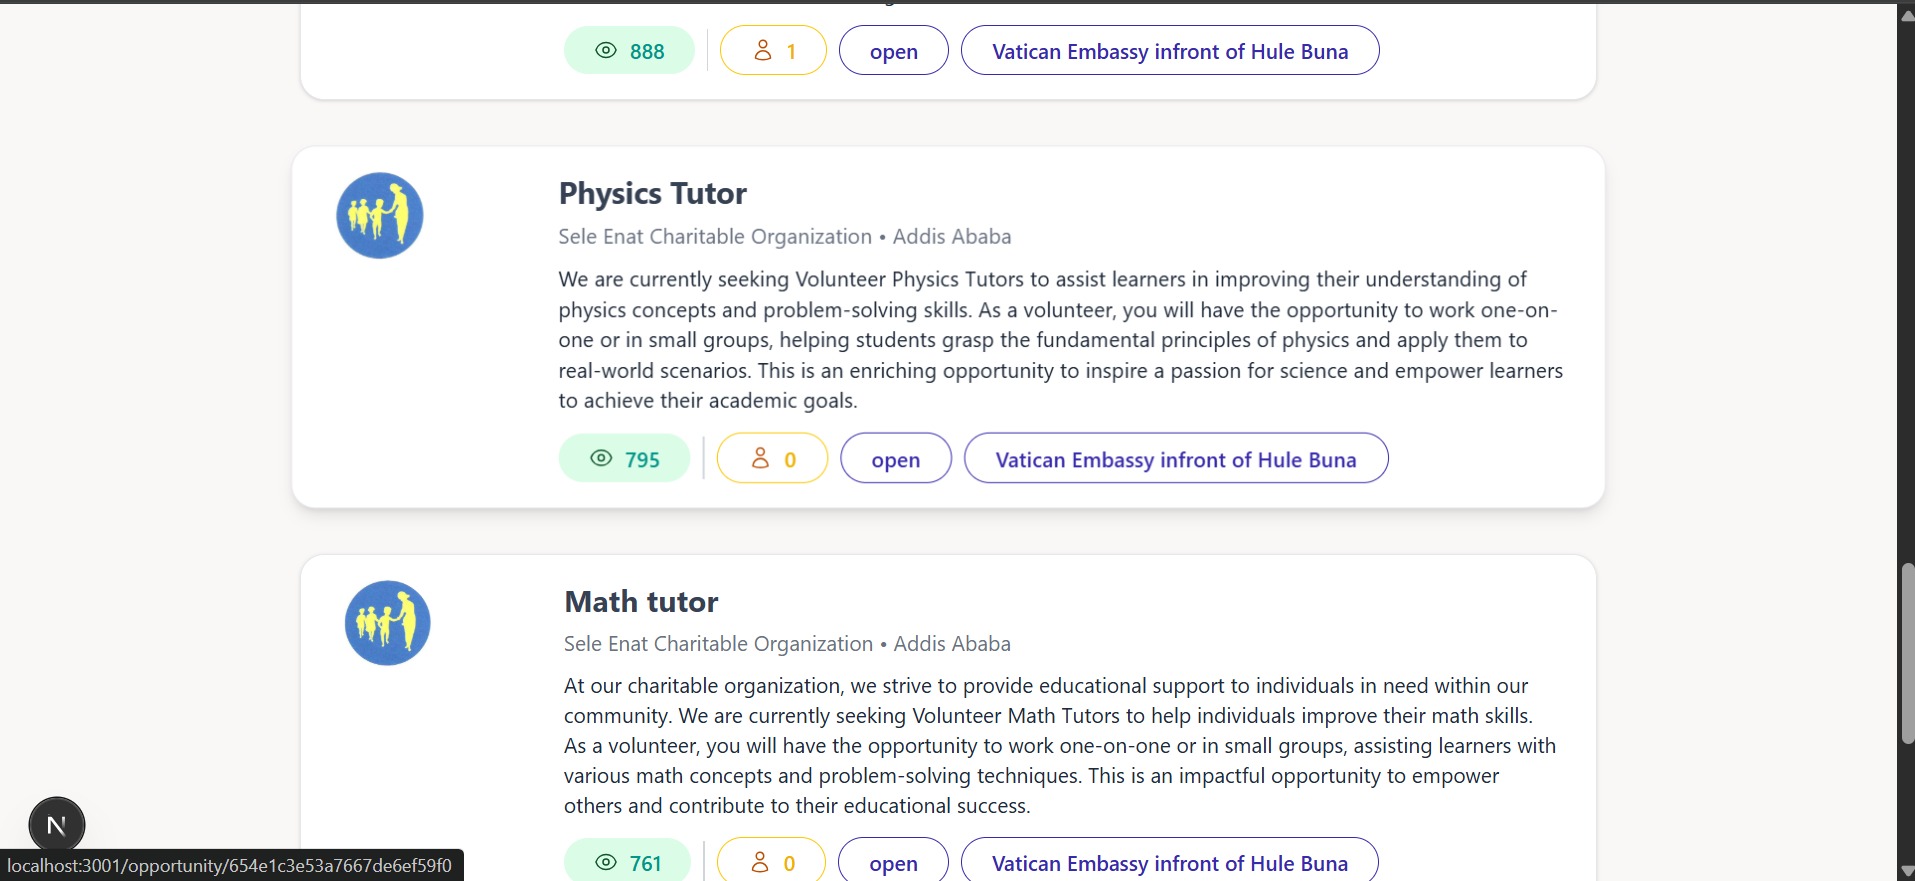 888
1
open
Vatican Embassy infront of Hule Buna
Physics Tutor
Sele Enat Charitable Organization • Addis Ababa
We are currently seeking Volunteer Physics Tutors to assist learners in improving their understanding of
physics concepts and problem-solving skills. As a volunteer, you will have the opportunity to work one-on-
one or in small groups, helping students grasp the fundamental principles of physics and apply them to
real-world scenarios. This is an enriching opportunity to inspire a passion for science and empower learners
to achieve their academic goals.
795
0
open
Vatican Embassy infront of Hule Buna
Math tutor
Sele Enat Charitable Organization • Addis Ababa
At our charitable organization, we strive to provide educational support to individuals in need within our
community. We are currently seeking Volunteer Math Tutors to help individuals improve their math skills.
As a volunteer, you will have the opportunity to work one-on-one or in small groups, assisting learners with
various math concepts and problem-solving techniques. This is an impactful opportunity to empower
others and contribute to their educational success.
761
0
open
Vatican Embassy infront of Hule Buna
N
localhost:3001/opportunity/654e1c3e53a7667de6ef59f0